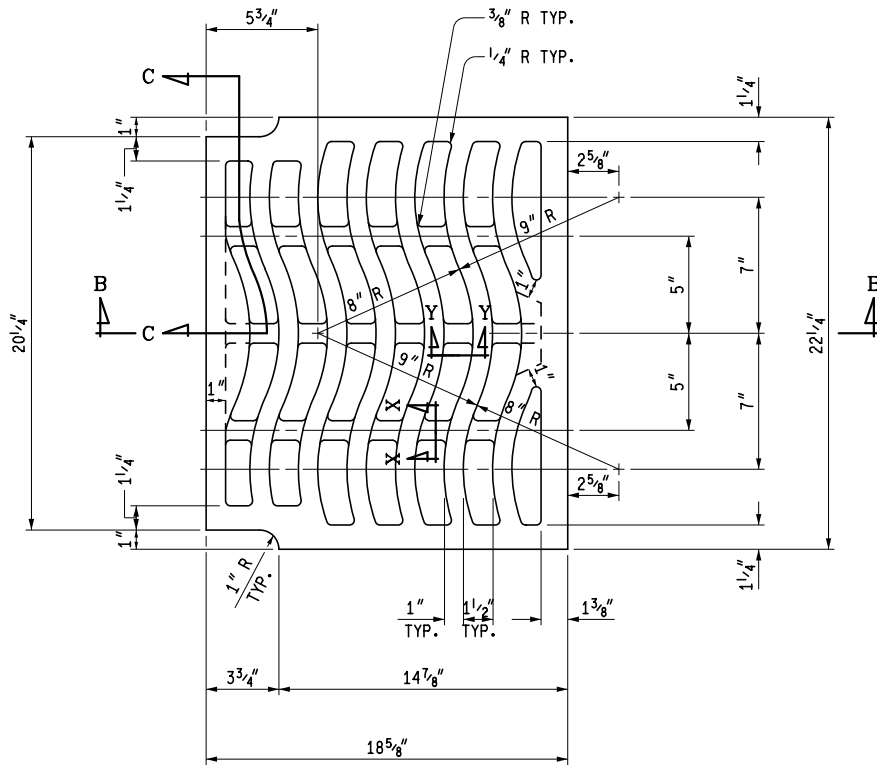 5 3/4"
3/8" R TYP.
1/4" R TYP.
C
1"
1 1/4"
1 1/4"
2 5/8"
9" R
1"
8" R
5"
7"
B
B
C
Y
Y
20 1/4"
22 1/4"
9" R
1"
1"
X
8" R
5"
7"
X
1 1/4"
2 5/8"
1"
1" R
TYP.
1 1/4"
1"
TYP.
1 1/2"
TYP.
1 3/8"
3 3/4"
14 7/8"
18 5/8"